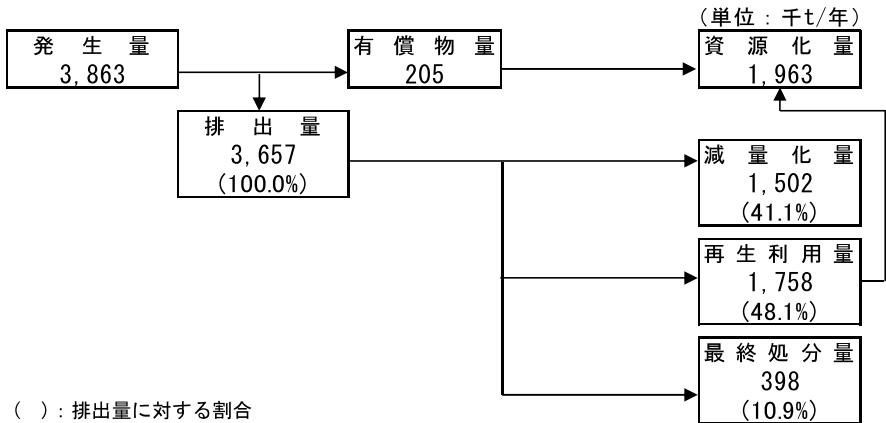 (単位：千t/年)
発生量
3,863
有償物量
205
資源化量
1,963
排出量
3,657
(100.0%)
減量化量
1,502
(41.1%)
再生利用量
1,758
(48.1%)
最終処分量
398
(10.9%)
(　)：排出量に対する割合